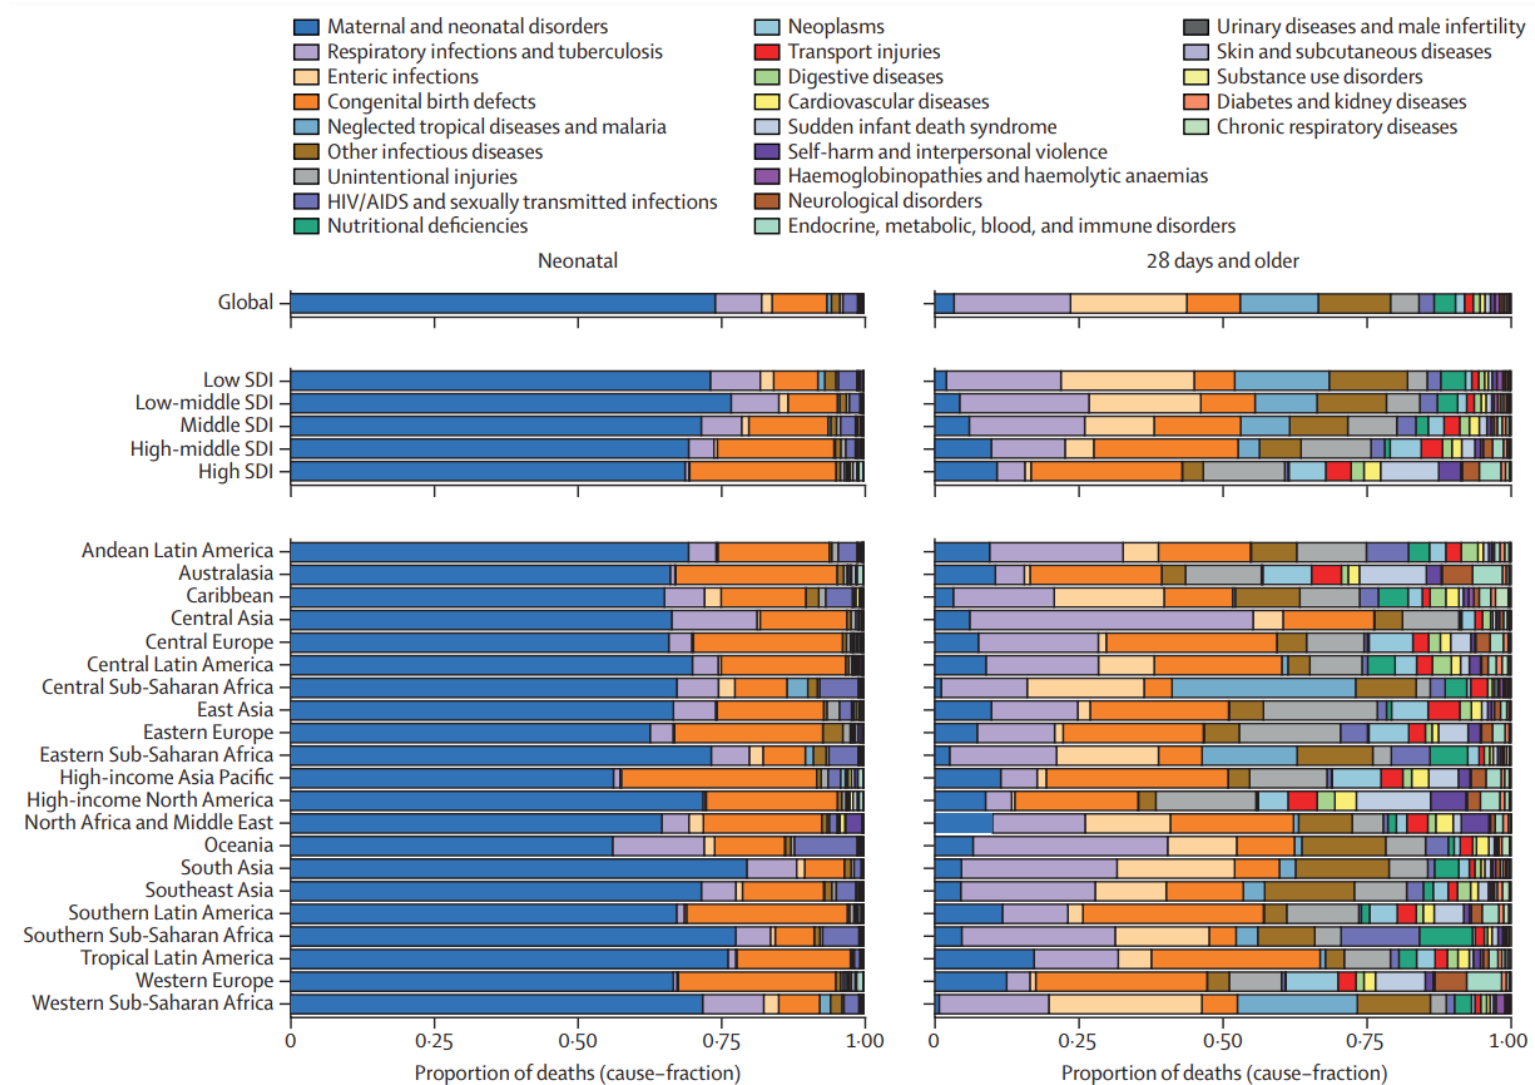 Maternal and neonatal disorders
Respiratory infections and tuberculosis
Enteric infections
Congenital birth defects
Neglected tropical diseases and malaria
Other infectious diseases
Unintentional injuries
HIV/AIDS and sexually transmitted infections
Nutritional deficiencies
Neoplasms
Transport injuries
Digestive diseases
Cardiovascular diseases
Sudden infant death syndrome
Self-harm and interpersonal violence
Haemoglobinopathies and haemolytic anaemias
Neurological disorders
Endocrine, metabolic, blood, and immune disorders
Urinary diseases and male infertility
Skin and subcutaneous diseases
Substance use disorders
Diabetes and kidney diseases
Chronic respiratory diseases
Neonatal
28 days and older
Global
Low SDI
Low-middle SDI
Middle SDI
High-middle SDI
High SDI
Andean Latin America
Australasia
Caribbean
Central Asia
Central Europe
Central Latin America
Central Sub-Saharan Africa
East Asia
Eastern Europe
Eastern Sub-Saharan Africa
High-income Asia Pacific
High-income North America
North Africa and Middle East
Oceania
South Asia
Southeast Asia
Southern Latin America
Southern Sub-Saharan Africa
Tropical Latin America
Western Europe
Western Sub-Saharan Africa
0 0·25 0·50 0·75 1·00
Proportion of deaths (cause–fraction)
0 0·25 0·50 0·75 1·00
Proportion of deaths (cause–fraction)